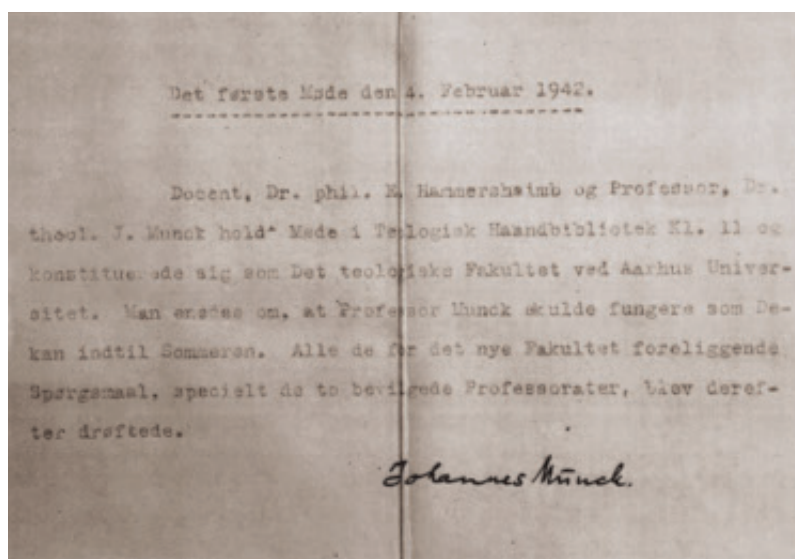 Det første Møde den 4. Februar 1942.
Docent, Dr. phil. E. Hammershaimb og Professor, Dr.
theol. J. Munck holdt Møde i Teologisk Haandbibliotek Kl. 11 og
konstituerede sig som Det teologiske Fakultet ved Aarhus Univer-
sitet. Man enedes om, at Professor Munck skulde fungere som De-
kan indtil Sommeren. Alle de for det nye Fakultet foreliggende
Spørgsmaal, specielt de to bevilgede Professorater, blev deref-
ter drøftede.
Johannes Munck.